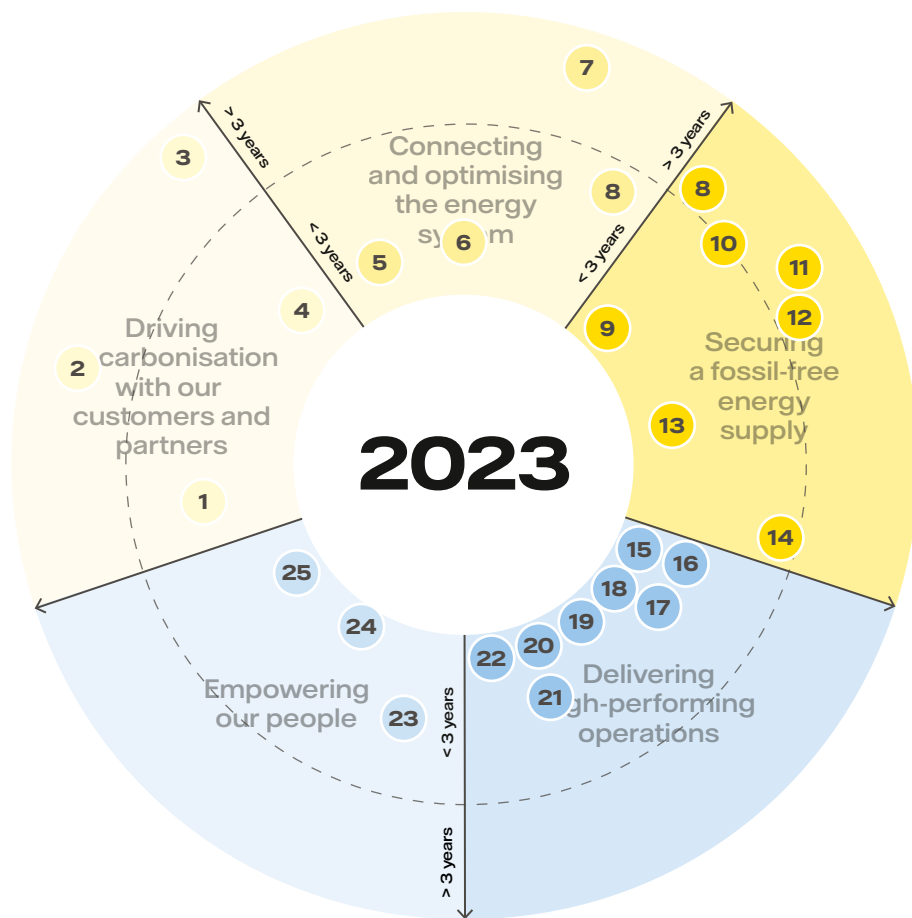 7
> 3 years
> 3 years
3
Connecting
and optimising
the energy
8
8
10
6
5
< 3 years
< 3 years
11
4
12
9
Driving
carbonisation
with our
customers and
partners
2
Securing
a fossil-free
energy
supply
13
2023
1
14
15
16
25
18
17
24
19
20
22
Empowering
our people
23
21
Delivering
gh-performing
operations
< 3 years
> 3 years